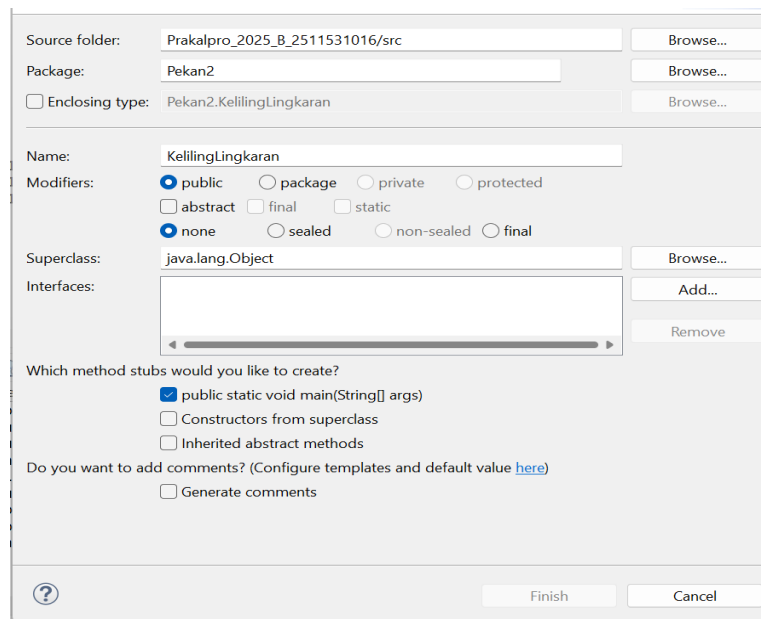 Source folder: Prakalpro_2025_B_2511531016/src Browse...
Package: Pekan2 Browse...
Enclosing type: Pekan2.KelilingLingkaran Browse...
Name: KelilingLingkaran
Modifiers: public package private protected
abstract final static
none sealed non-sealed final
Superclass: java.lang.Object Browse...
Interfaces: Add...
Remove
Which method stubs would you like to create?
public static void main(String[] args)
Constructors from superclass
Inherited abstract methods
Do you want to add comments? (Configure templates and default value here)
Generate comments
? Finish Cancel